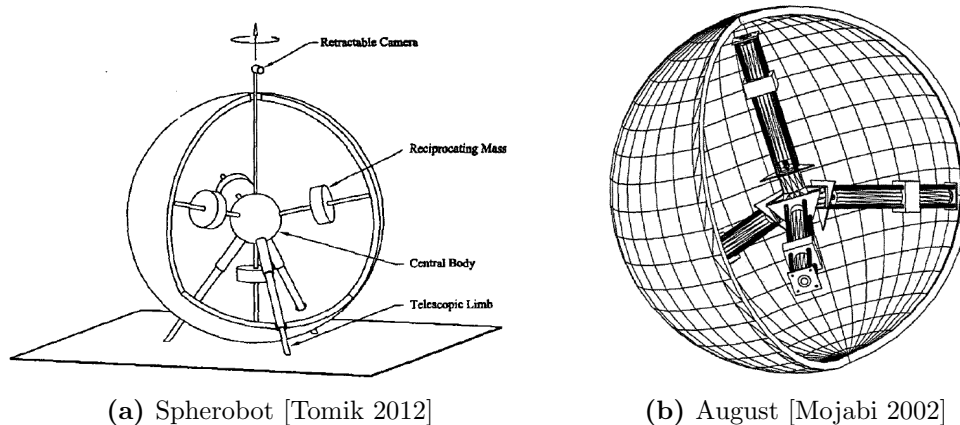 Retractable Camera
Reciprocating Mass
Central Body
Telescopic Limb
(a) Spherobot [Tomik 2012]
(b) August [Mojabi 2002]